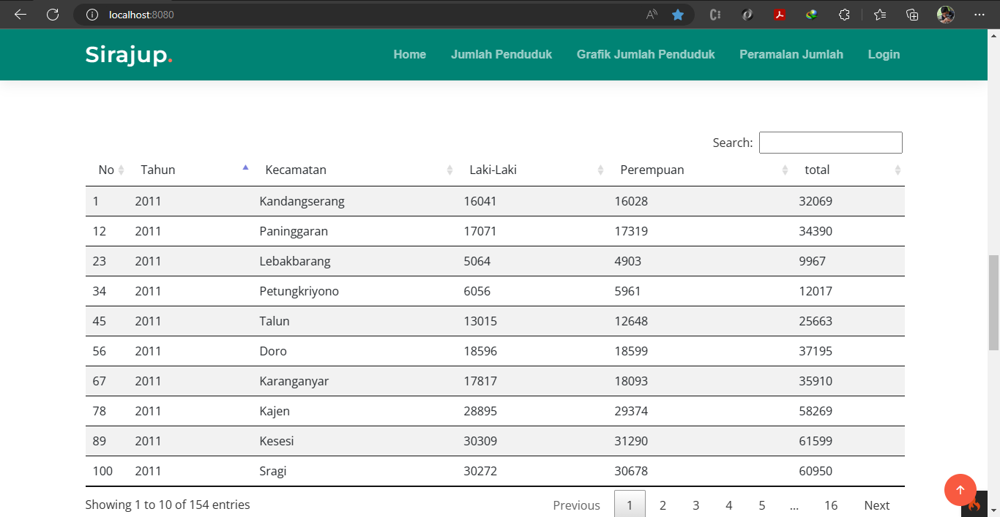 localhost:8080
Sirajup. Home Jumlah Penduduk Grafik Jumlah Penduduk Peramalan Jumlah Login
Search:
No Tahun Kecamatan Laki-Laki Perempuan total
1 2011 Kandangserang 16041 16028 32069
12 2011 Paninggaran 17071 17319 34390
23 2011 Lebakbarang 5064 4903 9967
34 2011 Petungkriyono 6056 5961 12017
45 2011 Talun 13015 12648 25663
56 2011 Doro 18596 18599 37195
67 2011 Karanganyar 17817 18093 35910
78 2011 Kajen 28895 29374 58269
89 2011 Kesesi 30309 31290 61599
100 2011 Sragi 30272 30678 60950
Showing 1 to 10 of 154 entries Previous 1 2 3 4 5 ... 16 Next